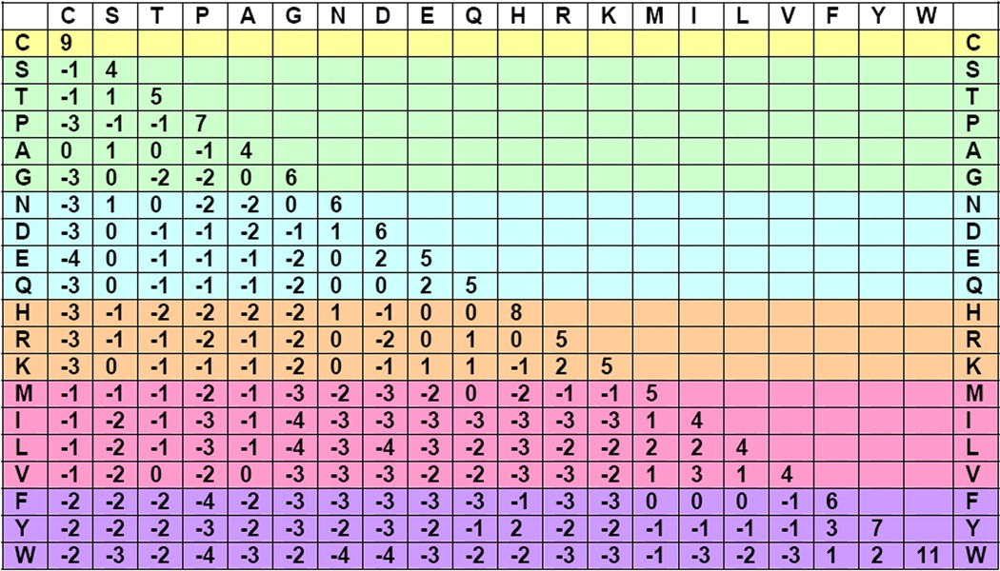 C S T P A G N D E Q H R K M I L V F Y W
C 9 C
S -1 4 S
T -1 1 5 T
P -3 -1 -1 7 P
A 0 1 0 -1 4 A
G -3 0 -2 -2 0 6 G
N -3 1 0 -2 -2 0 6 N
D -3 0 -1 -1 -2 -1 1 6 D
E -4 0 -1 -1 -1 -2 0 2 5 E
Q -3 0 -1 -1 -1 -2 0 0 2 5 Q
H -3 -1 -2 -2 -2 -2 1 -1 0 0 8 H
R -3 -1 -1 -2 -1 -2 0 -2 0 1 0 5 R
K -3 0 -1 -1 -1 -2 0 -1 1 1 -1 2 5 K
M -1 -1 -1 -2 -1 -3 -2 -3 -2 0 -2 -1 -1 5 M
I -1 -2 -1 -3 -1 -4 -3 -3 -3 -3 -3 -3 -3 1 4 I
L -1 -2 -1 -3 -1 -4 -3 -4 -3 -2 -3 -2 -2 2 2 4 L
V -1 -2 0 -2 0 -3 -3 -3 -2 -2 -3 -3 -2 1 3 1 4 V
F -2 -2 -2 -4 -2 -3 -3 -3 -3 -3 -1 -3 -3 0 0 0 -1 6 F
Y -2 -2 -2 -3 -2 -3 -2 -3 -2 -1 2 -2 -2 -1 -1 -1 -1 3 7 Y
W -2 -3 -2 -4 -3 -2 -4 -4 -3 -2 -2 -3 -3 -1 -3 -2 -3 1 2 11 W